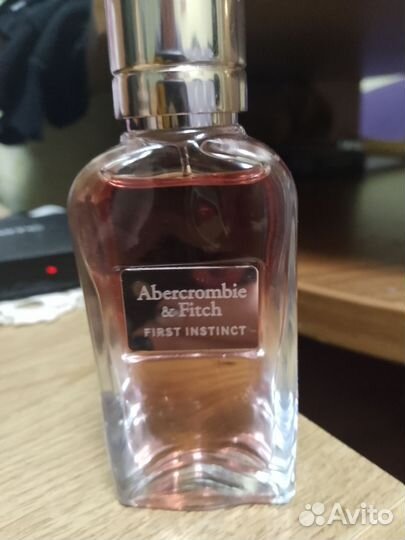 Abercrombie
& Fitch
FIRST INSTINCT
Avito